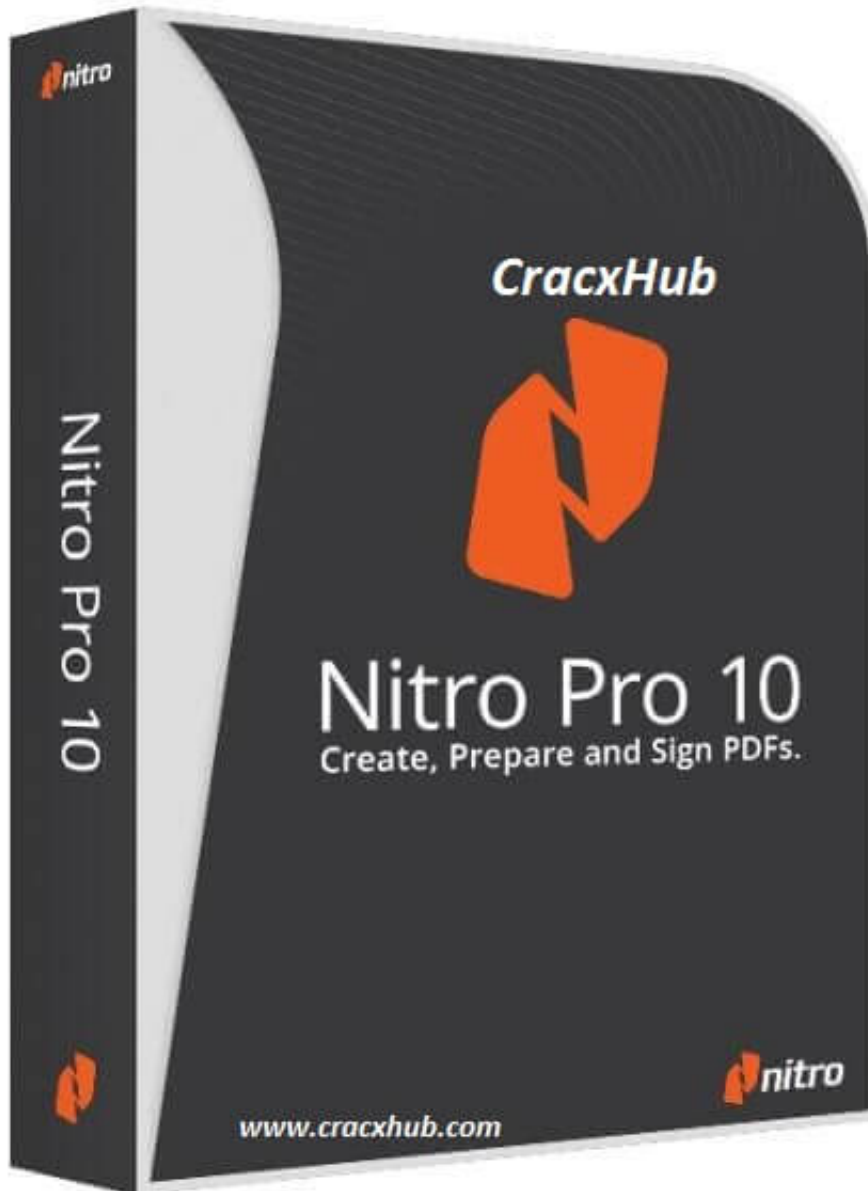 nitro
Nitro Pro 10
CracxHub
Nitro Pro 10
Create, Prepare and Sign PDFs.
nitro
www.cracxhub.com